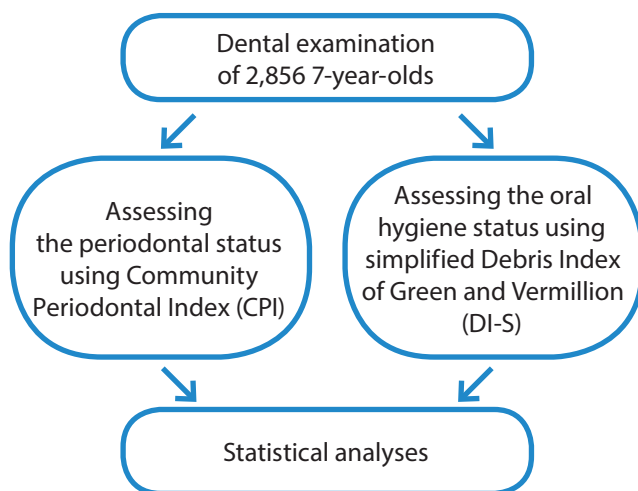 Dental examination
of 2,856 7-year-olds
Assessing
the periodontal status
using Community
Periodontal Index (CPI)
Assessing the oral
hygiene status using
simplified Debris Index
of Green and Vermillion
(DI-S)
Statistical analyses